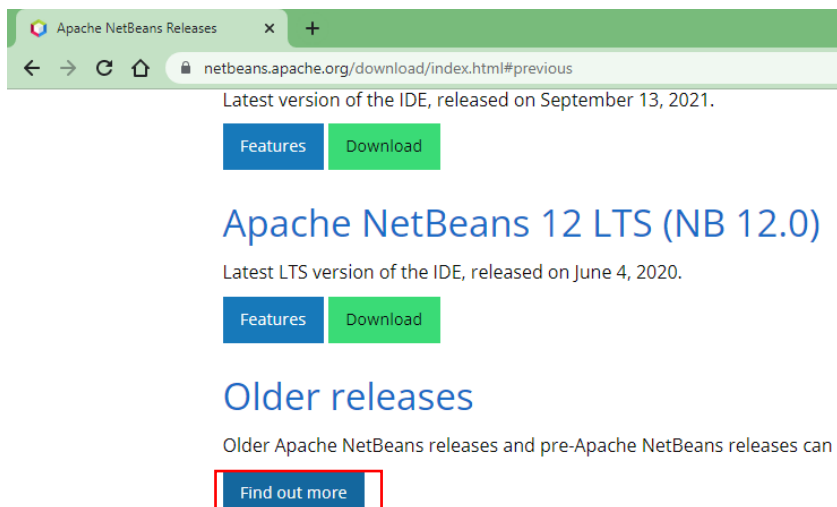 Apache NetBeans Releases
netbeans.apache.org/download/index.html#previous
Latest version of the IDE, released on September 13, 2021.
Features Download
Apache NetBeans 12 LTS (NB 12.0)
Latest LTS version of the IDE, released on June 4, 2020.
Features Download
Older releases
Older Apache NetBeans releases and pre-Apache NetBeans releases can
Find out more